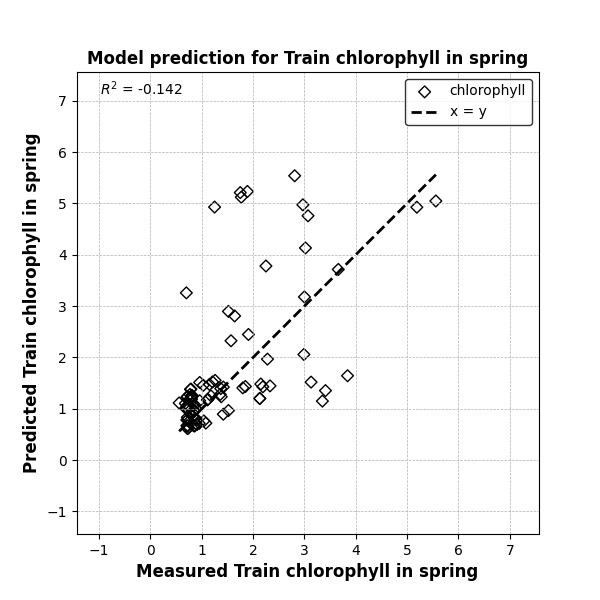 Model prediction for Train chlorophyll in spring
R² = -0.142
chlorophyll
x = y
7
6
5
4
3
2
1
0
−1
−1 0 1 2 3 4 5 6 7
Predicted Train chlorophyll in spring
Measured Train chlorophyll in spring